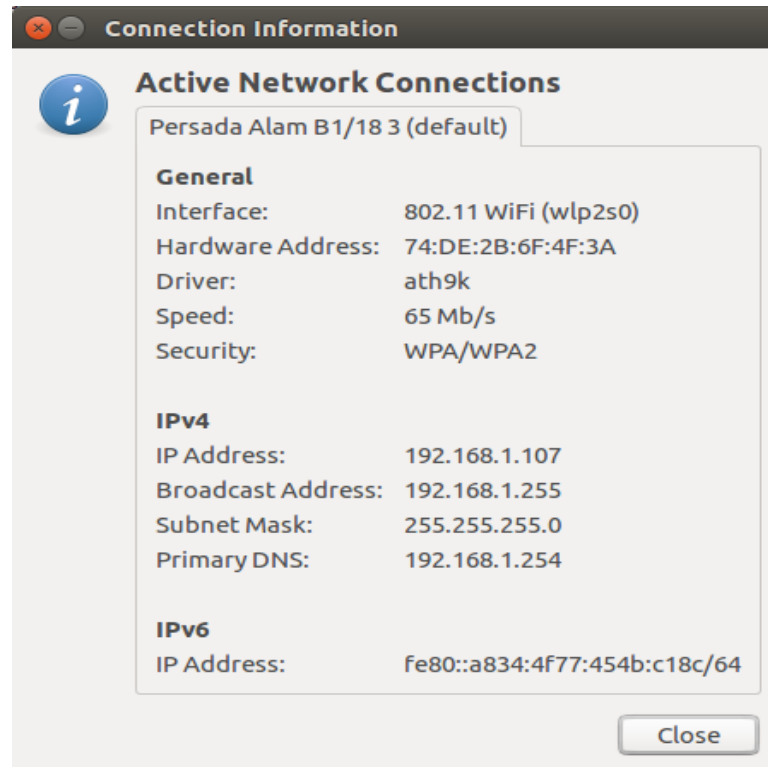 Connection Information
Active Network Connections
Persada Alam B1/18 3 (default)
General
Interface: 802.11 WiFi (wlp2s0)
Hardware Address: 74:DE:2B:6F:4F:3A
Driver: ath9k
Speed: 65 Mb/s
Security: WPA/WPA2
IPv4
IP Address: 192.168.1.107
Broadcast Address: 192.168.1.255
Subnet Mask: 255.255.255.0
Primary DNS: 192.168.1.254
IPv6
IP Address: fe80::a834:4f77:454b:c18c/64
Close